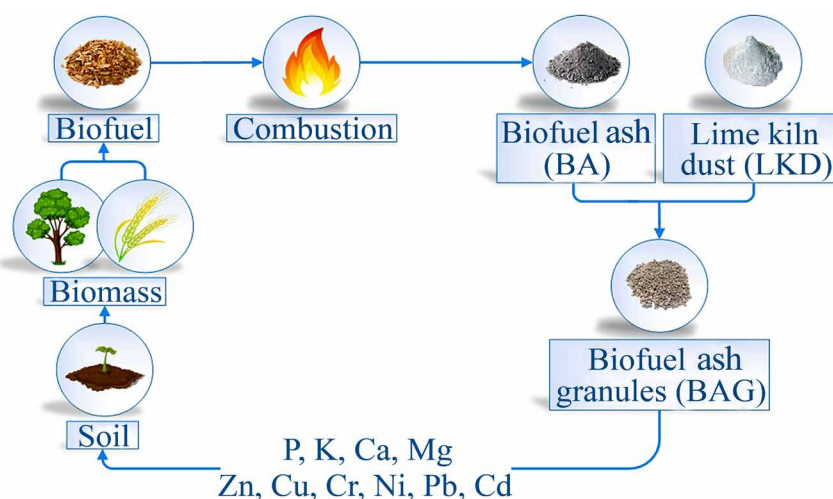 Biofuel
Combustion
Biofuel ash
(BA)
Lime kiln
dust (LKD)
Biomass
Biofuel ash
granules (BAG)
Soil
P, K, Ca, Mg
Zn, Cu, Cr, Ni, Pb, Cd